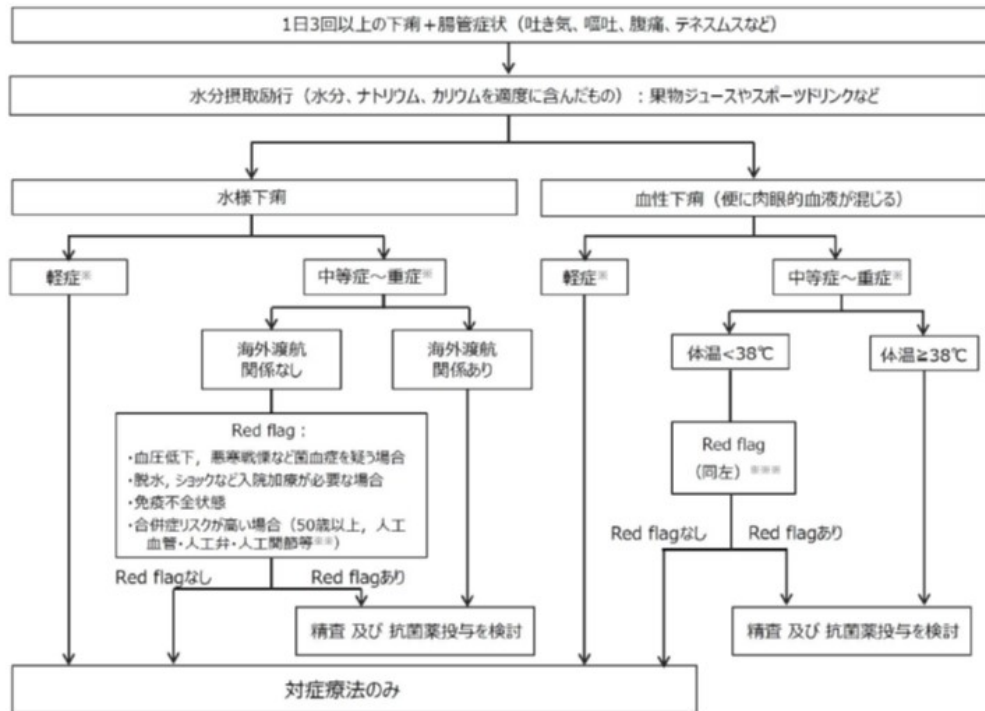 1日3回以上の下痢＋腸管症状（吐き気、嘔吐、腹痛、テネスムスなど）
水分摂取励行（水分、ナトリウム、カリウムを適度に含んだもの）：果物ジュースやスポーツドリンクなど
水様下痢
血性下痢（便に肉眼的血液が混じる）
軽症※
中等症～重症※
軽症※
中等症～重症※
海外渡航
関係なし
海外渡航
関係あり
体温<38℃
体温≧38℃
Red flag：
・血圧低下，悪寒戦慄など菌血症を疑う場合
・脱水，ショックなど入院加療が必要な場合
・免疫不全状態
・合併症リスクが高い場合（50歳以上，人工
血管・人工弁・人工関節等※※）
Red flag
（同左）※※※
Red flagなし
Red flagあり
Red flagなし
Red flagあり
精査 及び 抗菌薬投与を検討
精査 及び 抗菌薬投与を検討
対症療法のみ